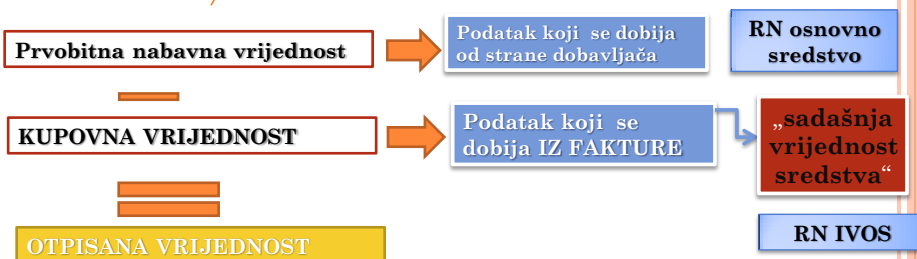 Prvobitna nabavna vrijednost
Podatak koji se dobija
od strane dobavljača
RN osnovno
sredstvo
KUPOVNA VRIJEDNOST
Podatak koji se
dobija IZ FAKTURE
„sadašnja
vrijednost
sredstva“
OTPISANA VRIJEDNOST
RN IVOS